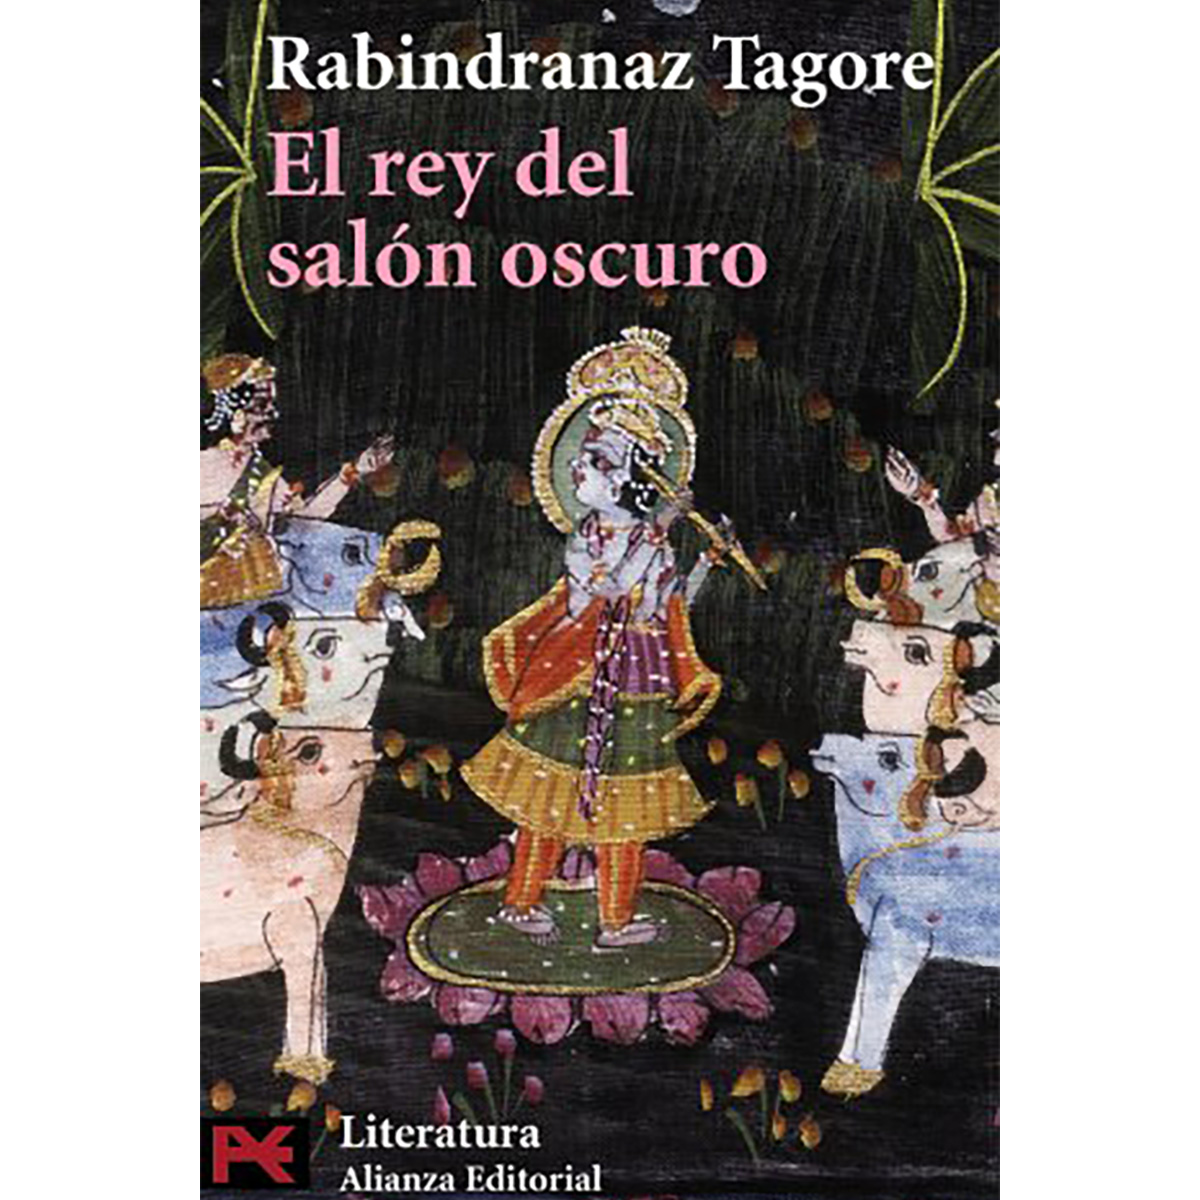 Rabindranaz Tagore
El rey del
salón oscuro
Literatura
Alianza Editorial